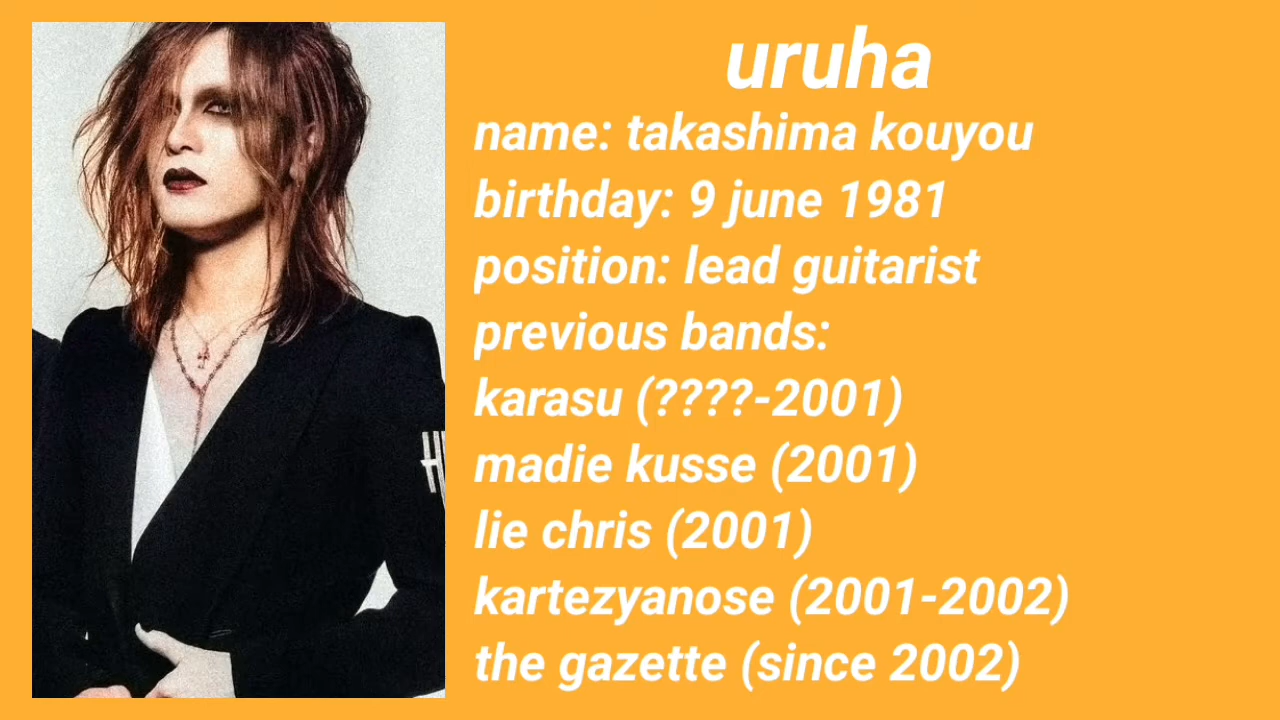 uruha
name: takashima kouyou
birthday: 9 june 1981
position: lead guitarist
previous bands:
karasu (????-2001)
madie kusse (2001)
lie chris (2001)
kartezyanose (2001-2002)
the gazette (since 2002)